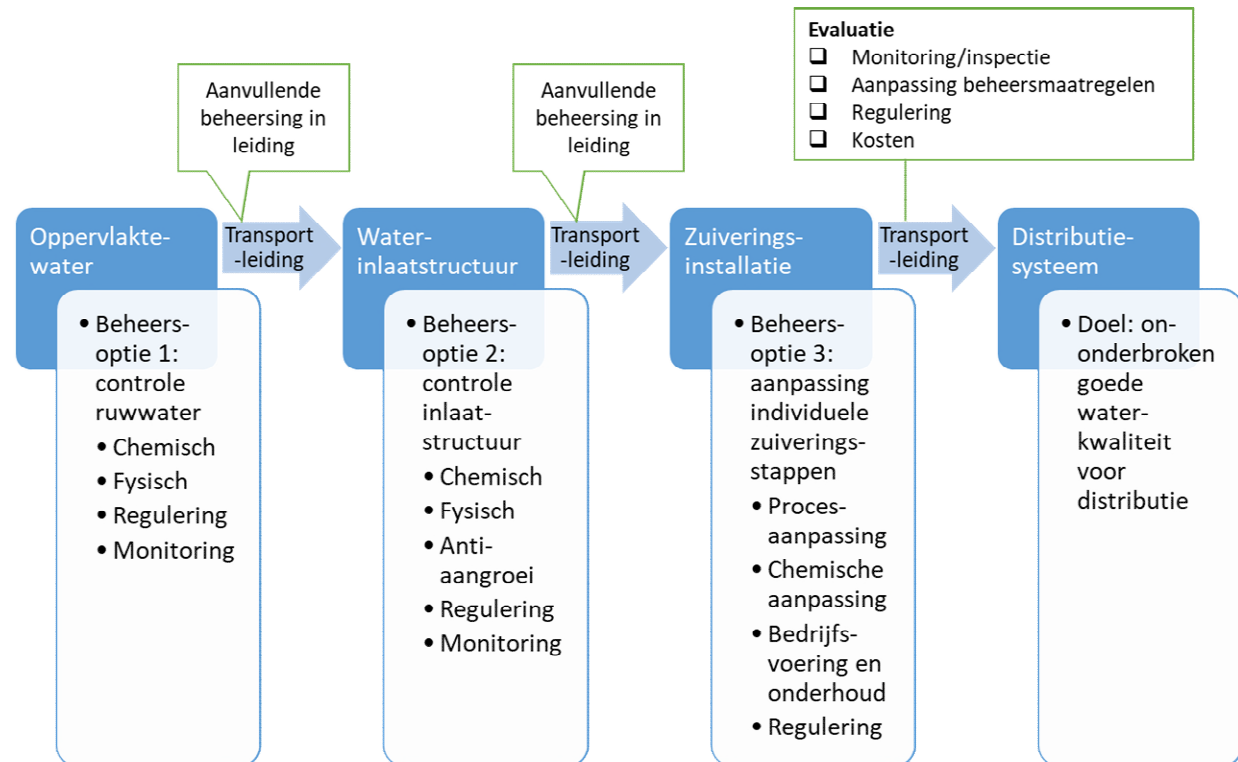 Evaluatie
❑ Monitoring/inspectie
❑ Aanpassing beheersmaatregelen
❑ Regulering
❑ Kosten
Aanvullende
beheersing in
leiding
Aanvullende
beheersing in
leiding
Oppervlakte-
water
Transport
-leiding
Water-
inlaatstructuur
Transport
-leiding
Zuiverings-
installatie
Transport
-leiding
Distributie-
systeem
• Beheers-
optie 1:
controle
ruwwater
• Chemisch
• Fysisch
• Regulering
• Monitoring
• Beheers-
optie 2:
controle
inlaat-
structuur
• Chemisch
• Fysisch
• Anti-
aangroei
• Regulering
• Monitoring
• Beheers-
optie 3:
aanpassing
individuele
zuiverings-
stappen
• Proces-
aanpassing
• Chemische
aanpassing
• Bedrijfs-
voering en
onderhoud
• Regulering
• Doel: on-
onderbroken
goede
water-
kwaliteit
voor
distributie